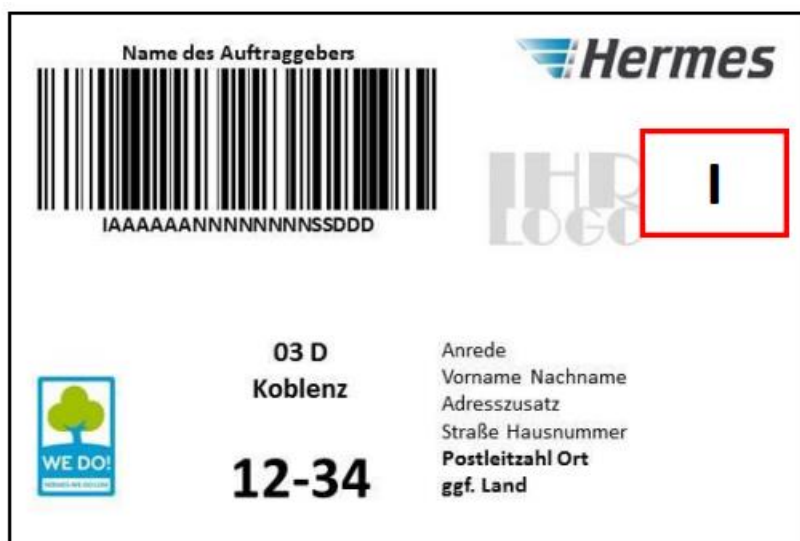 Name des Auftraggebers
Hermes
IAAAAAANNNNNNNNNSSDDD
IHR
LOGO
I
03 D
Koblenz
12-34
Anrede
Vorname Nachname
Adresszusatz
Straße Hausnummer
Postleitzahl Ort
ggf. Land
WE DO!